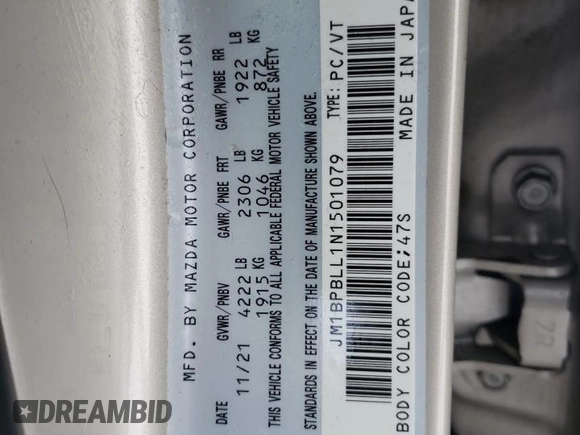 MFD. BY MAZDA MOTOR CORPORATION
DATE GVWR/PNBV GAWR/PNBE FRT GAWR/PNBE RR
11/21 4222 LB 2306 LB 1922 LB
1915 KG 1046 KG 872 KG
THIS VEHICLE CONFORMS TO ALL APPLICABLE FEDERAL MOTOR VEHICLE SAFETY
STANDARDS IN EFFECT ON THE DATE OF MANUFACTURE SHOWN ABOVE.
JM1BPBLL1N1501079 TYPE: PC/VT
BODY COLOR CODE;47S MADE IN JAPA
ZR
DREAMBID